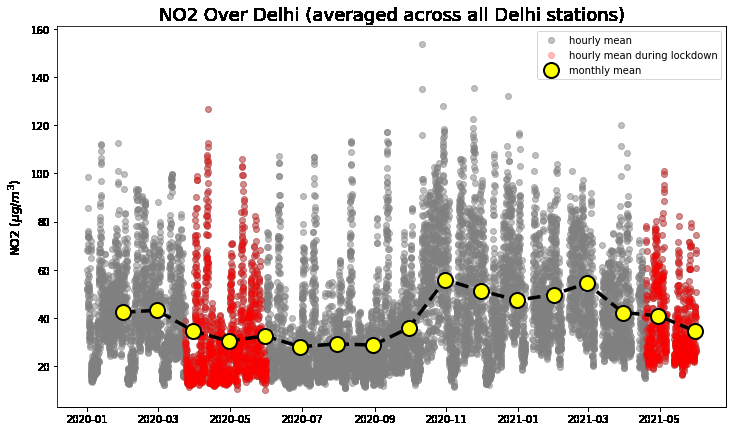 NO2 Over Delhi (averaged across all Delhi stations)
hourly mean
hourly mean during lockdown
monthly mean
NO2 (µg/m³)
160
140
120
100
80
60
40
20
2020-01 2020-03 2020-05 2020-07 2020-09 2020-11 2021-01 2021-03 2021-05